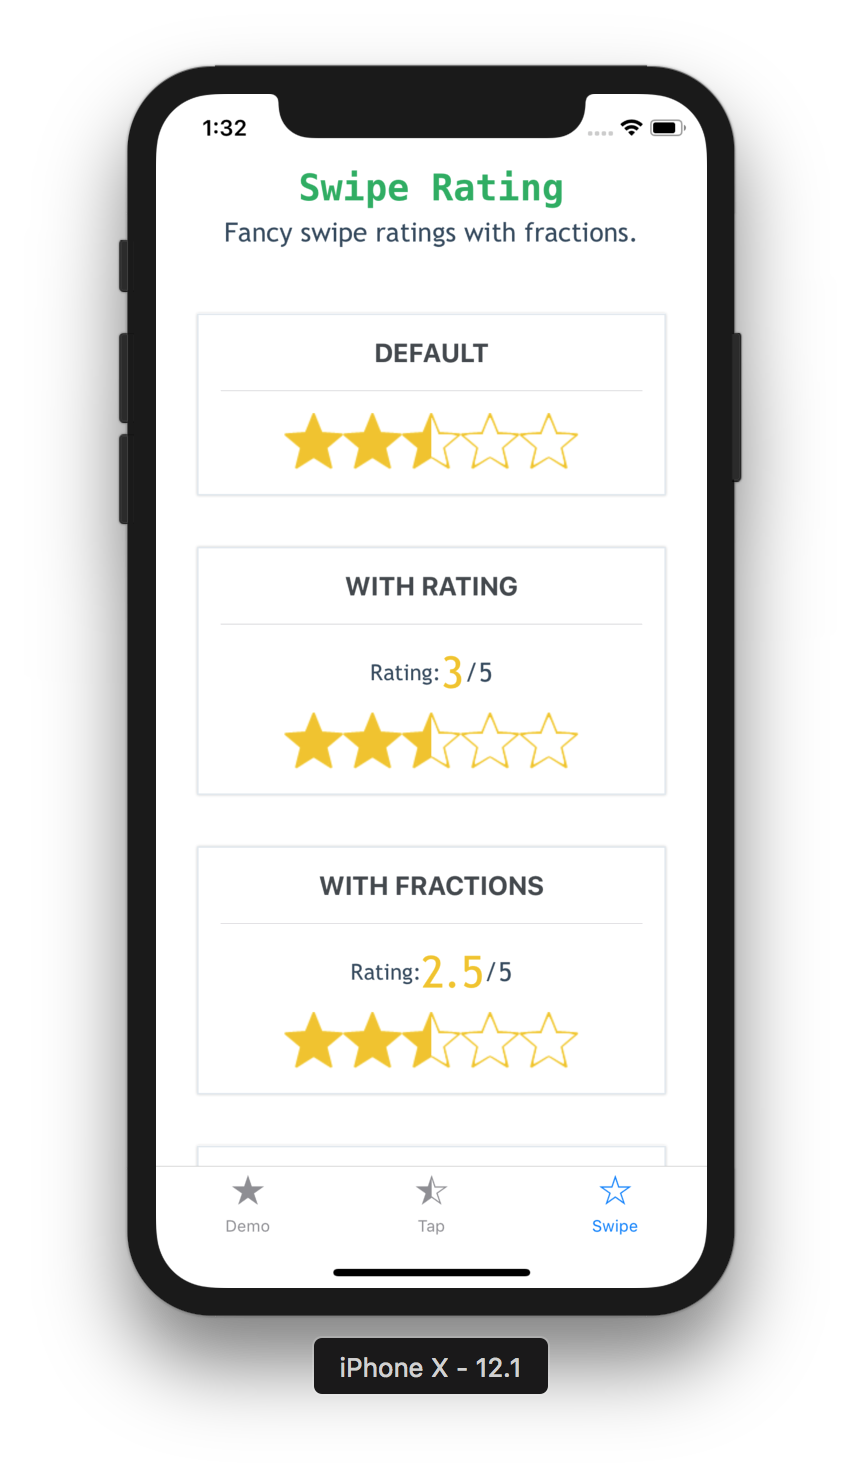 1:32
Swipe Rating
Fancy swipe ratings with fractions.
DEFAULT
WITH RATING
Rating: 3/5
WITH FRACTIONS
Rating: 2.5/5
Demo Tap Swipe
iPhone X - 12.1